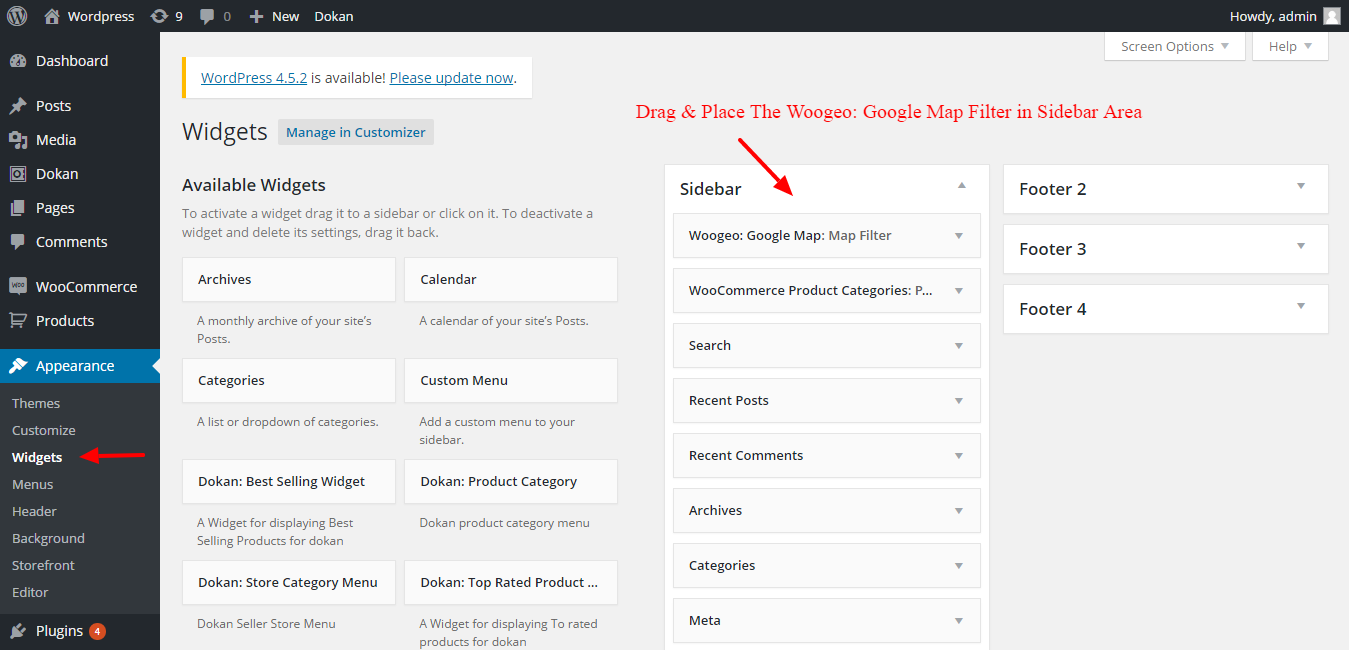 Wordpress 9 0 New Dokan Howdy, admin
Screen Options Help
Dashboard
Posts
Media
Dokan
Pages
Comments
WOO WooCommerce
Products
Appearance
Themes
Customize
Widgets
Menus
Header
Background
Storefront
Editor
Plugins 4
WordPress 4.5.2 is available! Please update now.
Drag & Place The Woogeo: Google Map Filter in Sidebar Area
Widgets Manage in Customizer
Available Widgets
To activate a widget drag it to a sidebar or click on it. To deactivate a
widget and delete its settings, drag it back.
Archives
A monthly archive of your site’s
Posts.
Calendar
A calendar of your site’s Posts.
Categories
A list or dropdown of categories.
Custom Menu
Add a custom menu to your
sidebar.
Dokan: Best Selling Widget
A Widget for displaying Best
Selling Products for dokan
Dokan: Product Category
Dokan product category menu
Dokan: Store Category Menu
Dokan Seller Store Menu
Dokan: Top Rated Product ...
A Widget for displaying To rated
products for dokan
Sidebar
Woogeo: Google Map: Map Filter
WooCommerce Product Categories: P...
Search
Recent Posts
Recent Comments
Archives
Categories
Meta
Footer 2
Footer 3
Footer 4